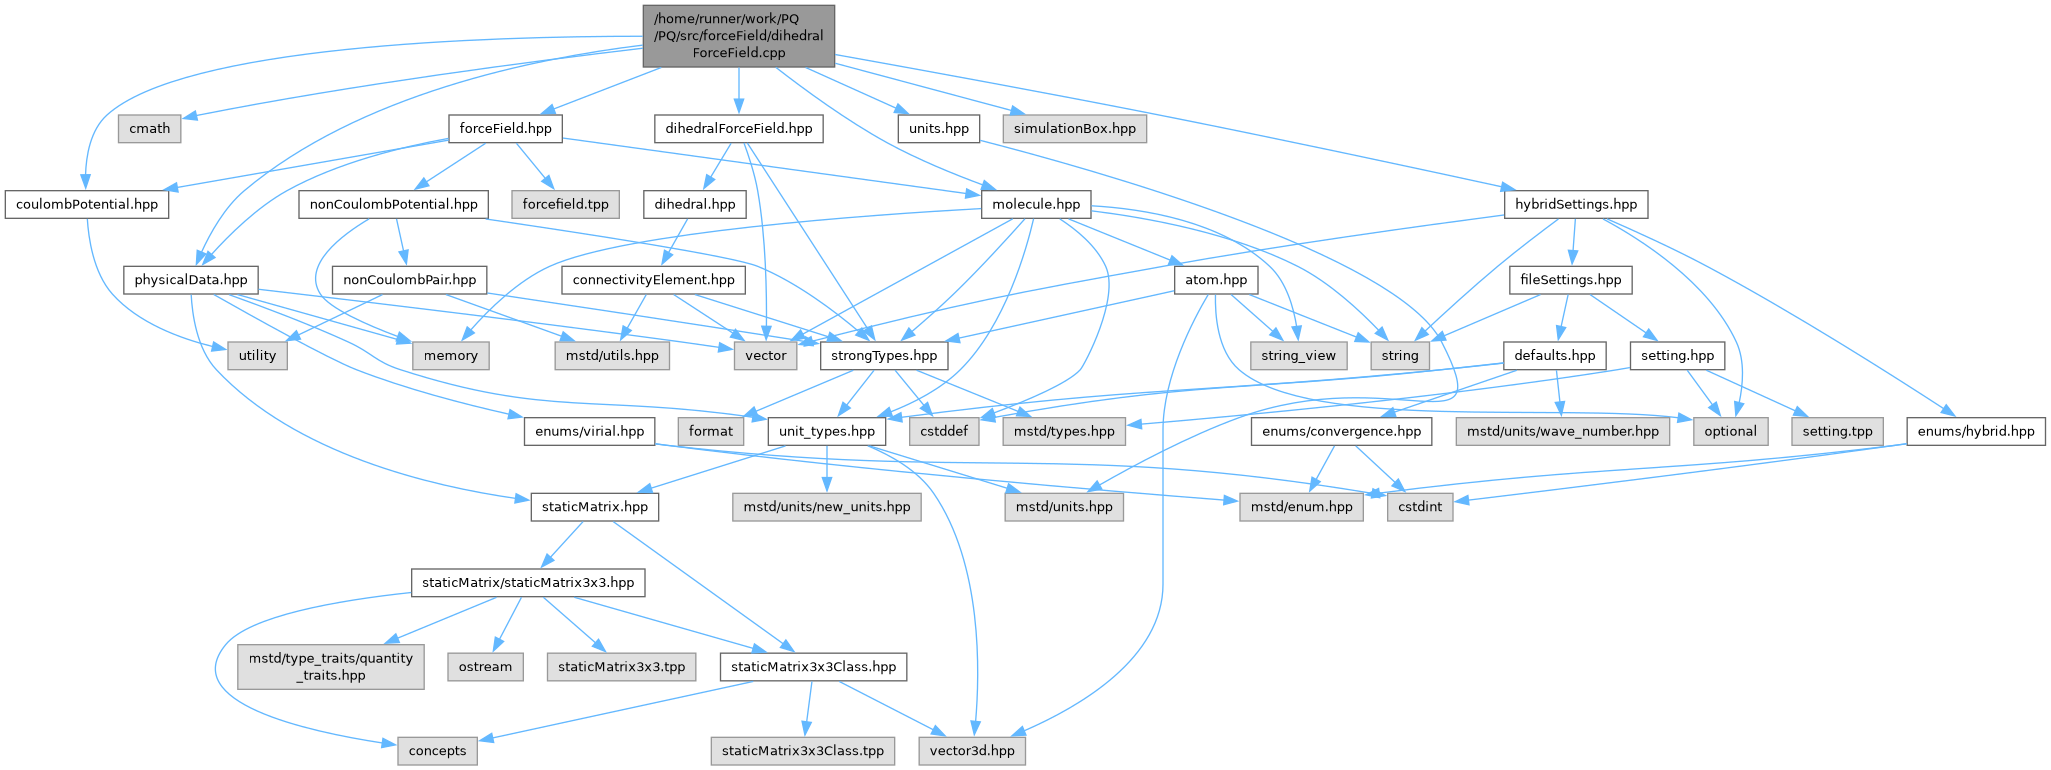 /home/runner/work/PQ
/PQ/src/forceField/dihedral
ForceField.cpp
cmath
forceField.hpp
dihedralForceField.hpp
units.hpp
simulationBox.hpp
coulombPotential.hpp
nonCoulombPotential.hpp
forcefield.tpp
dihedral.hpp
molecule.hpp
hybridSettings.hpp
physicalData.hpp
nonCoulombPair.hpp
connectivityElement.hpp
atom.hpp
fileSettings.hpp
utility
memory
mstd/utils.hpp
vector
strongTypes.hpp
string_view
string
defaults.hpp
setting.hpp
enums/virial.hpp
format
unit_types.hpp
cstddef
mstd/types.hpp
enums/convergence.hpp
mstd/units/wave_number.hpp
optional
setting.tpp
enums/hybrid.hpp
staticMatrix.hpp
mstd/units/new_units.hpp
mstd/units.hpp
mstd/enum.hpp
cstdint
staticMatrix/staticMatrix3x3.hpp
mstd/type_traits/quantity
_traits.hpp
ostream
staticMatrix3x3.tpp
staticMatrix3x3Class.hpp
concepts
staticMatrix3x3Class.tpp
vector3d.hpp